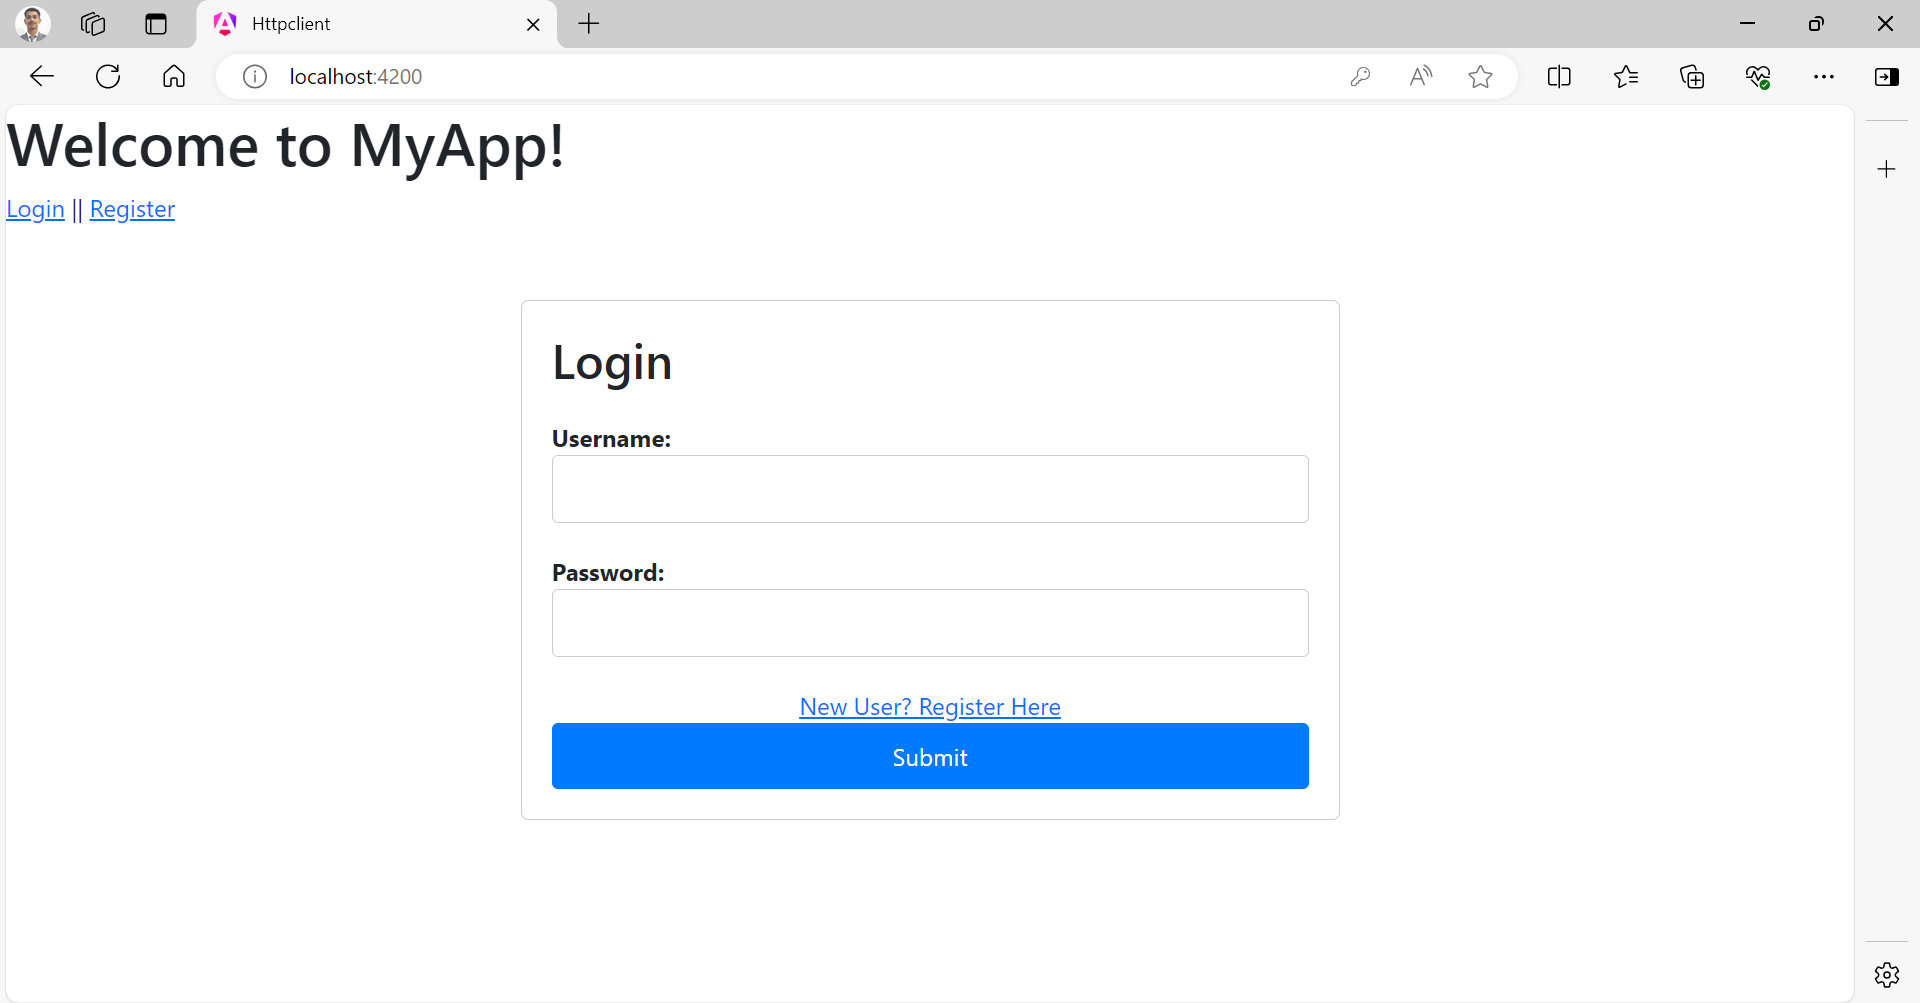 Httpclient
localhost:4200
Welcome to MyApp!
Login || Register
Login
Username:
Password:
New User? Register Here
Submit